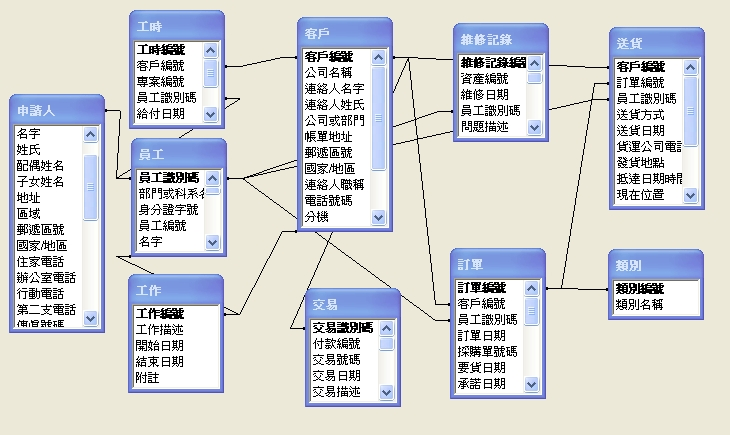 申請人
名字
姓氏
配偶姓名
子女姓名
地址
區域
郵遞區號
國家/地區
住家電話
辦公室電話
行動電話
第二支電話
傳真號碼
工時
工時編號
客戶編號
專案編號
員工識別碼
給付日期
員工
員工識別碼
部門或科系名
身分證字號
員工編號
名字
工作
工作編號
工作描述
開始日期
結束日期
附註
客戶
客戶編號
公司名稱
連絡人名字
連絡人姓氏
公司或部門
帳單地址
郵遞區號
國家/地區
連絡人職稱
電話號碼
分機
交易
交易識別碼
付款編號
交易號碼
交易日期
交易描述
維修記錄
維修記錄編
資產編號
維修日期
員工識別碼
問題描述
訂單
訂單編號
客戶編號
員工識別碼
訂單日期
採購單號碼
要貨日期
承諾日期
送貨
客戶編號
訂單編號
員工識別碼
送貨方式
送貨日期
貨運公司電話
發貨地點
抵達日期時間
現在位置
類別
類別編號
類別名稱